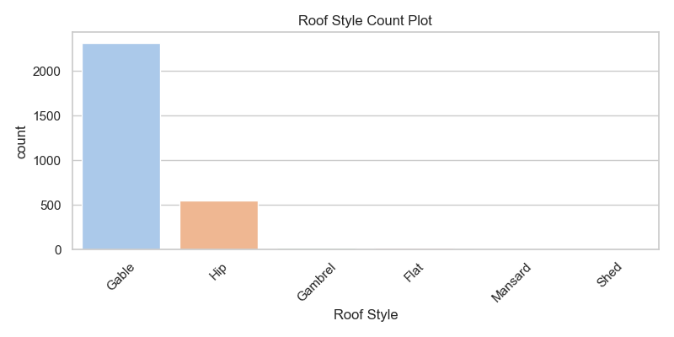 Roof Style Count Plot
2000
1500
1000
500
0
count
Gable
Hip
Gambrel
Flat
Mansard
Shed
Roof Style